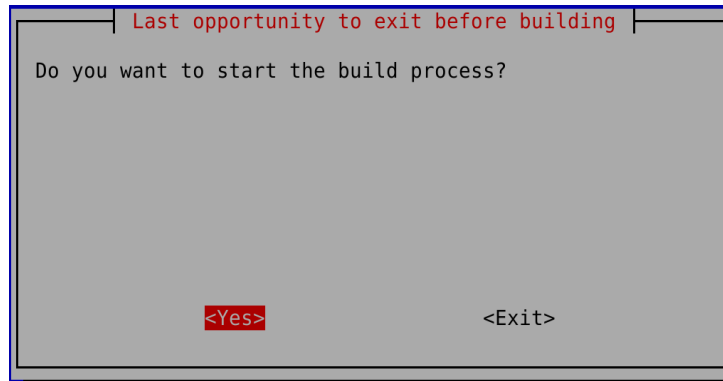 Last opportunity to exit before building
Do you want to start the build process?
<Yes> <Exit>